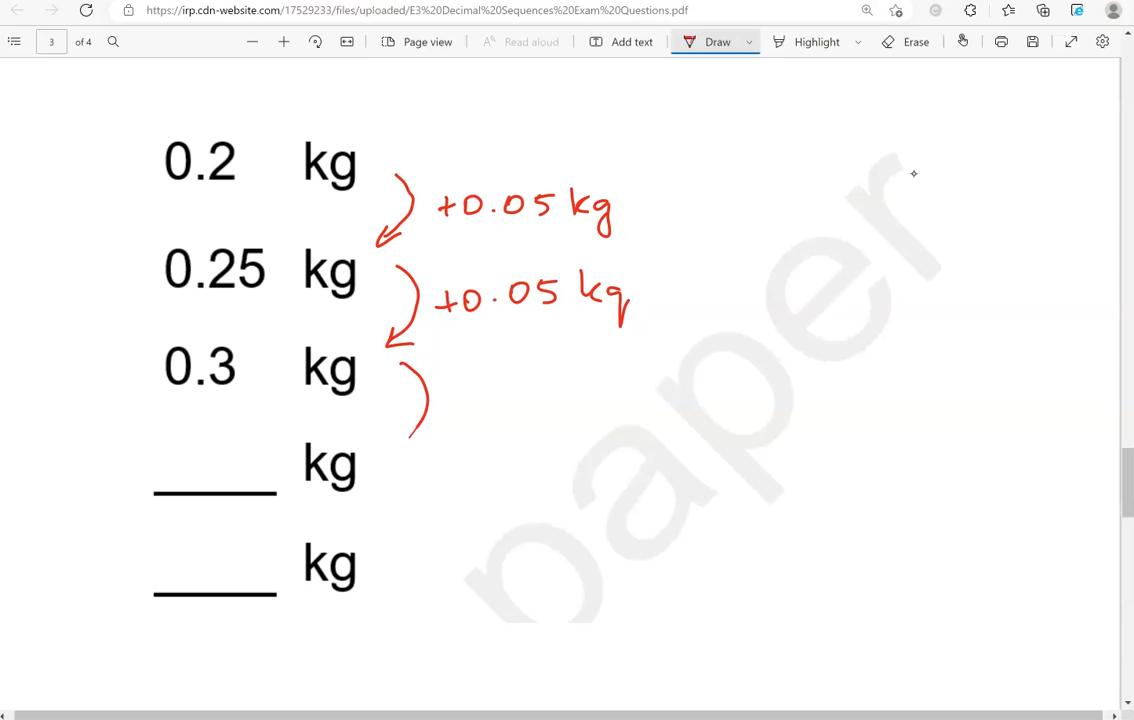 https://irp.cdn-website.com/17529233/files/uploaded/E3%20Decimal%20Sequences%20Exam%20Questions.pdf
3 of 4 Page view Read aloud Add text Draw Highlight Erase
0.2 kg
+0.05 kg
0.25 kg
+0.05 kg
0.3 kg
kg
kg
paper